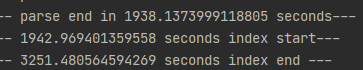 -- parse end in 1938.1373999118805 seconds---
-- 1942.969401359558 seconds index start---
-- 3251.480564594269 seconds index end ---